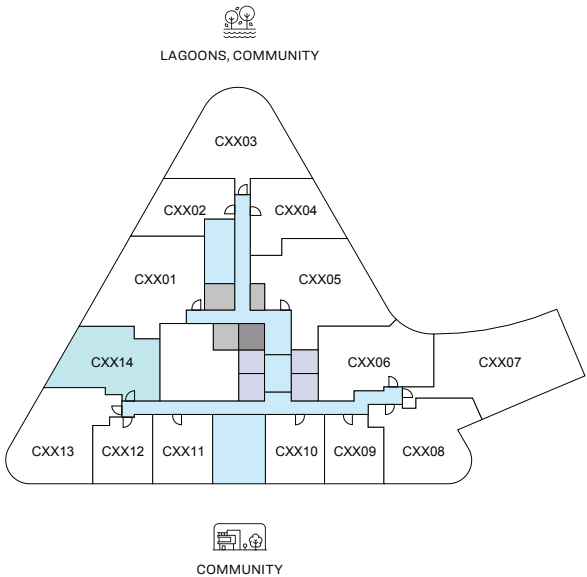 LAGOONS, COMMUNITY
CXX03
CXX02
CXX04
CXX01
CXX05
CXX14
CXX06
CXX07
CXX13
CXX12
CXX11
CXX10
CXX09
CXX08
COMMUNITY